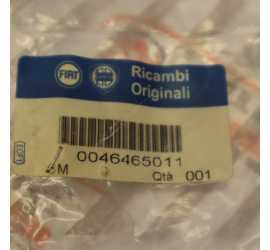 FIAT
Ricambi
Originali
0046465011
Qtà 001